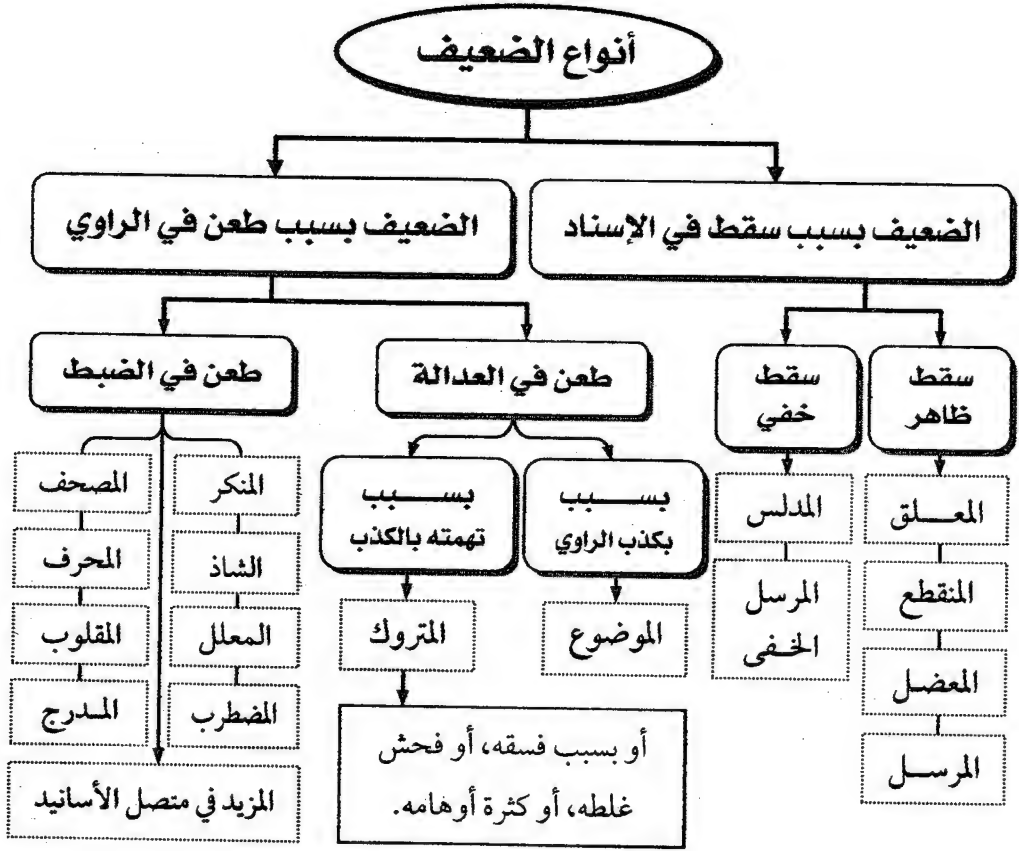 أنواع الضعيف
الضعيف بسبب سقط في الإسناد
الضعيف بسبب طعن في الراوي
سقط
ظاهر
سقط
خفي
طعن في العدالة
طعن في الضبط
المعلق
المنقطع
المعضل
المرسل
المدلس
المرسل
الخفى
بسبب
بكذب الراوي
بسبب
تهمته بالكذب
الموضوع
المتروك
أو بسبب فسقه، أو فحش
غلطه، أو كثرة أوهامه.
المنكر
الشاذ
المعلل
المضطرب
المصحف
المحرف
المقلوب
المدرج
المزيد في متصل الأسانيد